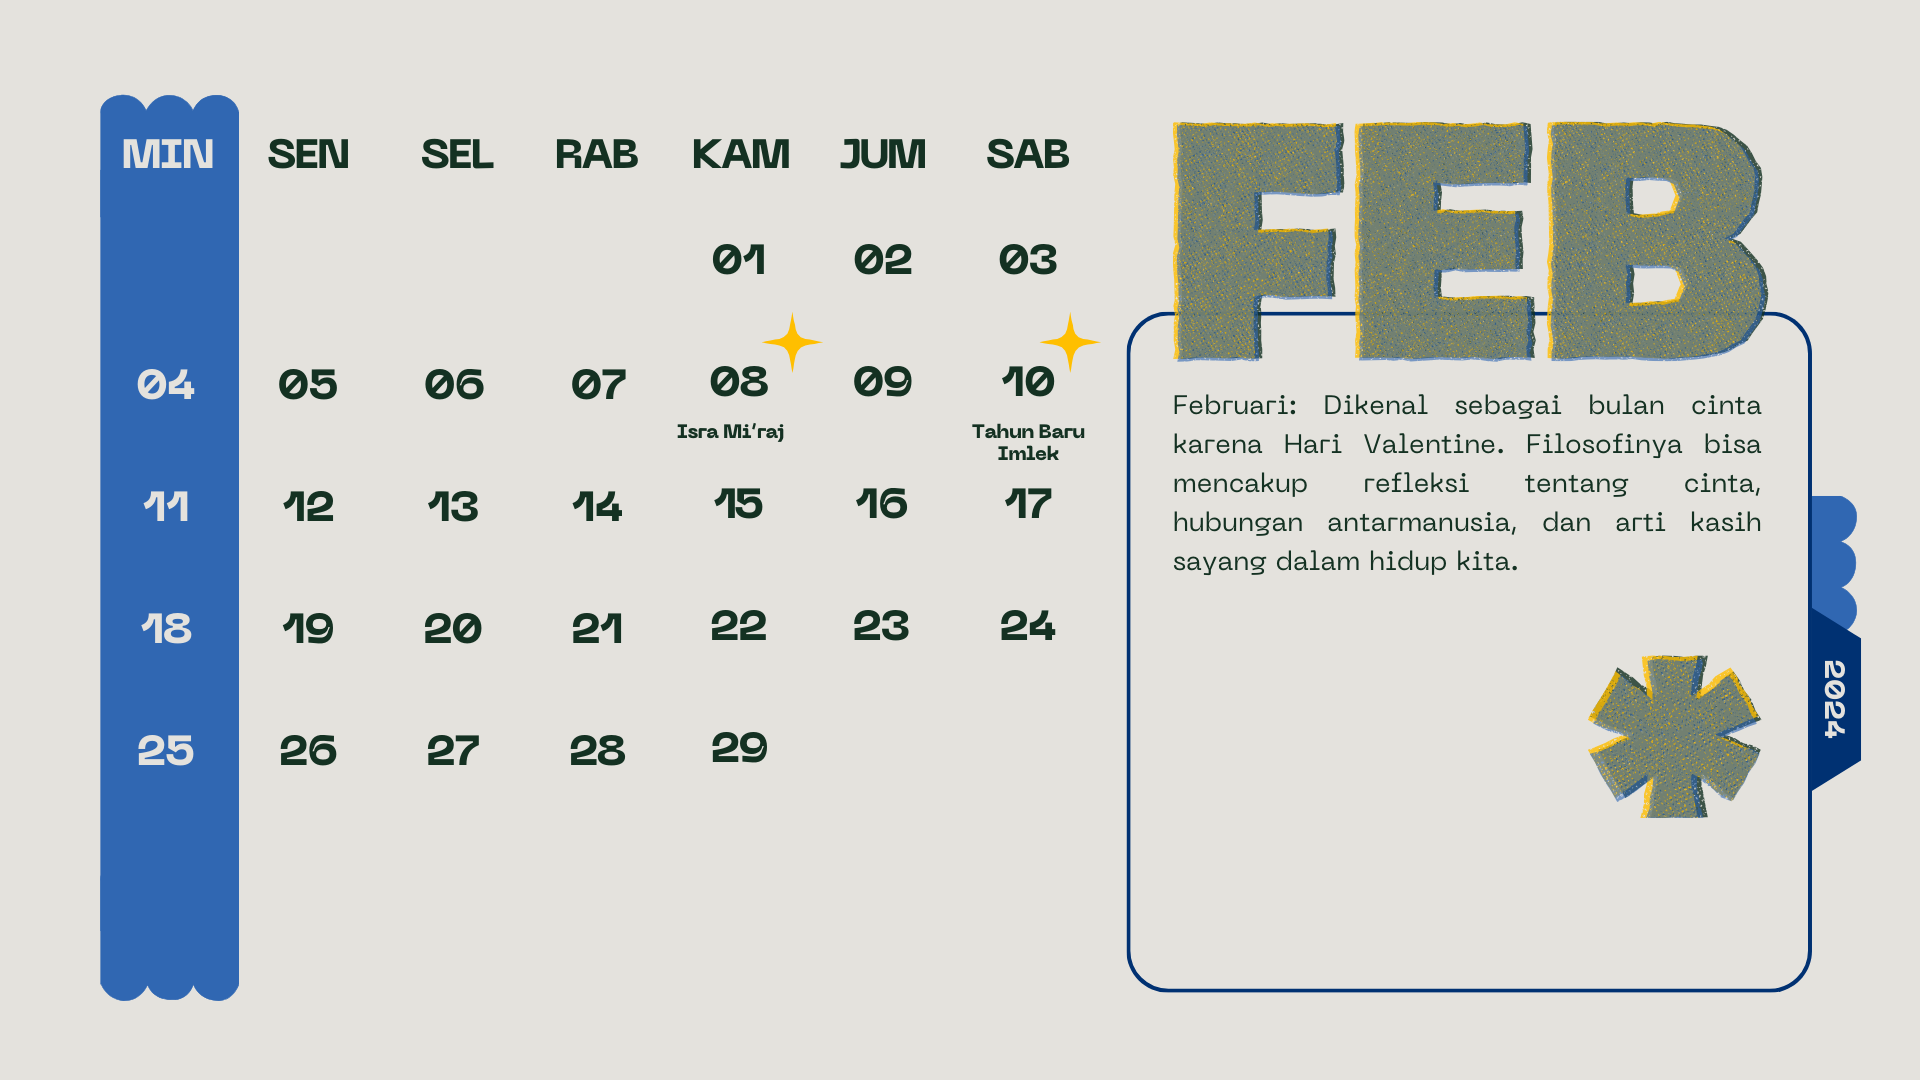 MIN SEN SEL RAB KAM JUM SAB
01 02 03
04 05 06 07 08 09 10
Isra Mi'raj Tahun Baru
Imlek
11 12 13 14 15 16 17
18 19 20 21 22 23 24
25 26 27 28 29
FEB
Februari: Dikenal sebagai bulan cinta
karena Hari Valentine. Filosofinya bisa
mencakup refleksi tentang cinta,
hubungan antarmanusia, dan arti kasih
sayang dalam hidup kita.
2024